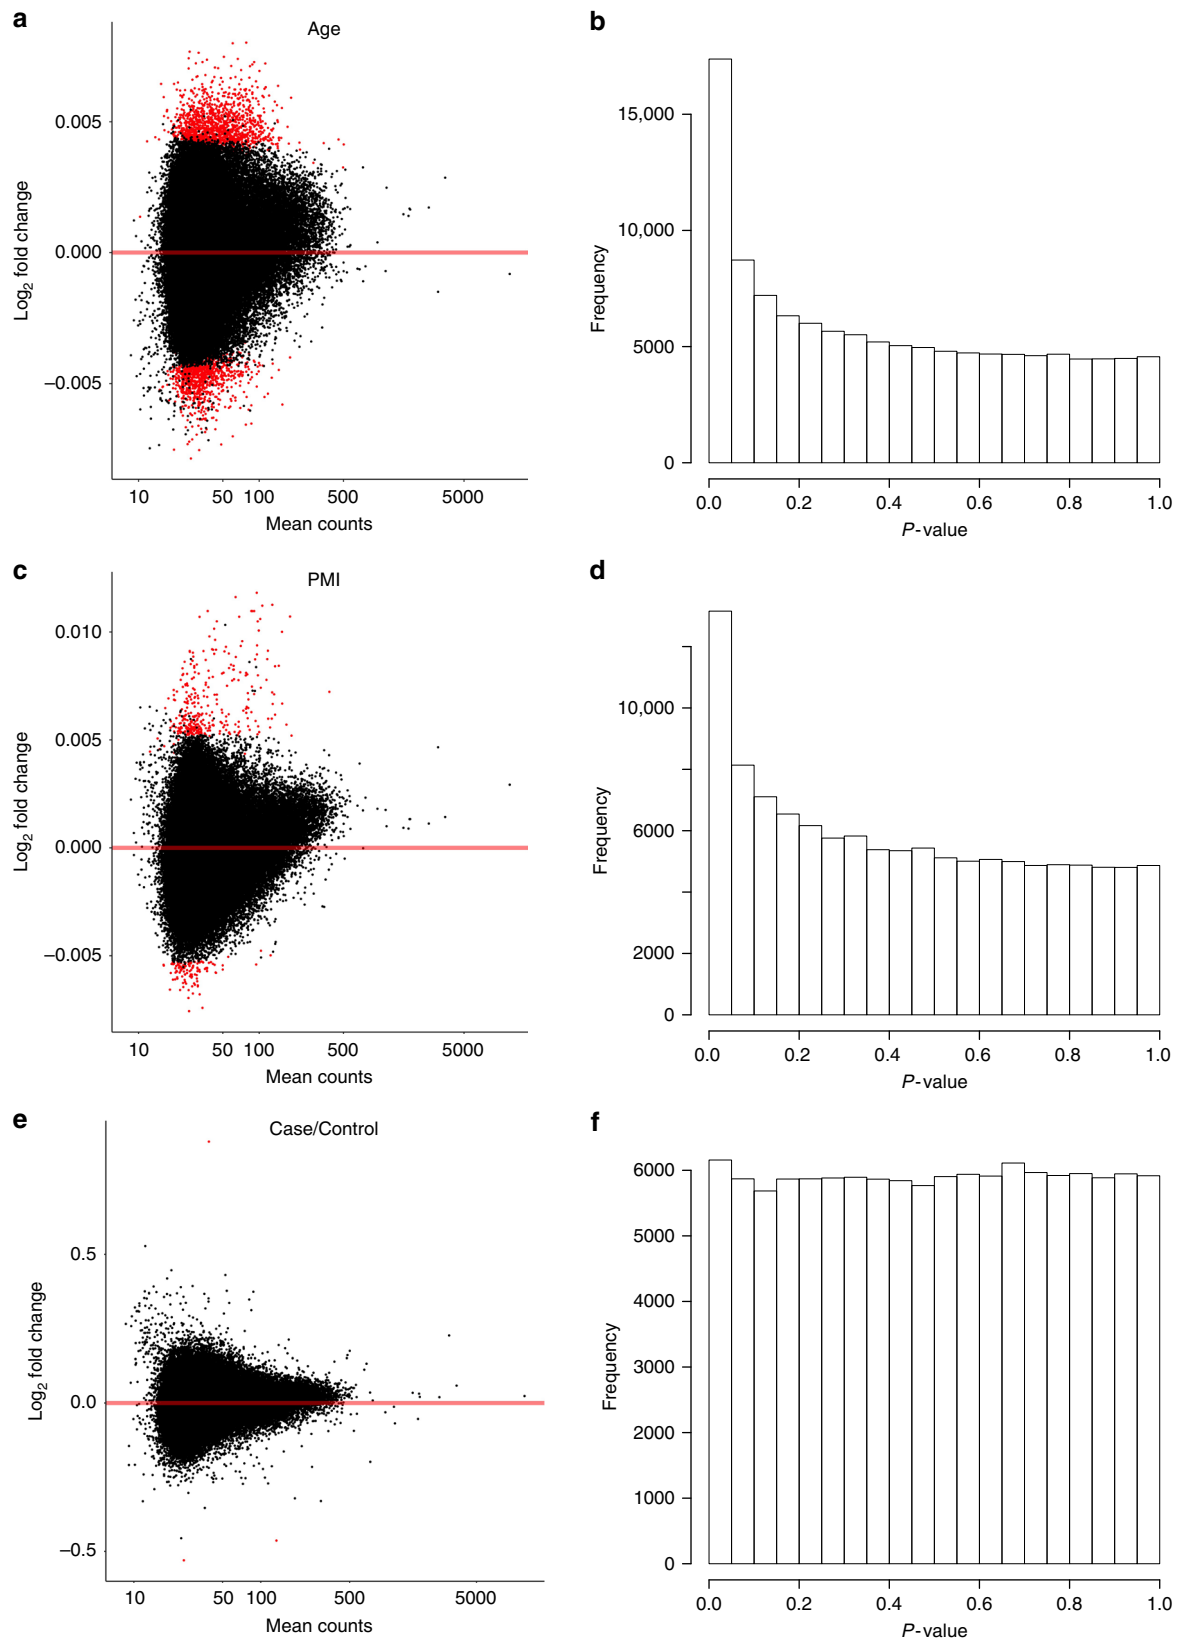 a
Age
Log2 fold change
0.005
0.000
−0.005
10 50 100 500 5000
Mean counts
b
Frequency
15,000
10,000
5000
0
0.0 0.2 0.4 0.6 0.8 1.0
P-value
c
PMI
Log2 fold change
0.010
0.005
0.000
−0.005
10 50 100 500 5000
Mean counts
d
Frequency
10,000
6000
2000
0
0.0 0.2 0.4 0.6 0.8 1.0
P-value
e
Case/Control
Log2 fold change
0.5
0.0
−0.5
10 50 100 500 5000
Mean counts
f
Frequency
6000
5000
4000
3000
2000
1000
0
0.0 0.2 0.4 0.6 0.8 1.0
P-value